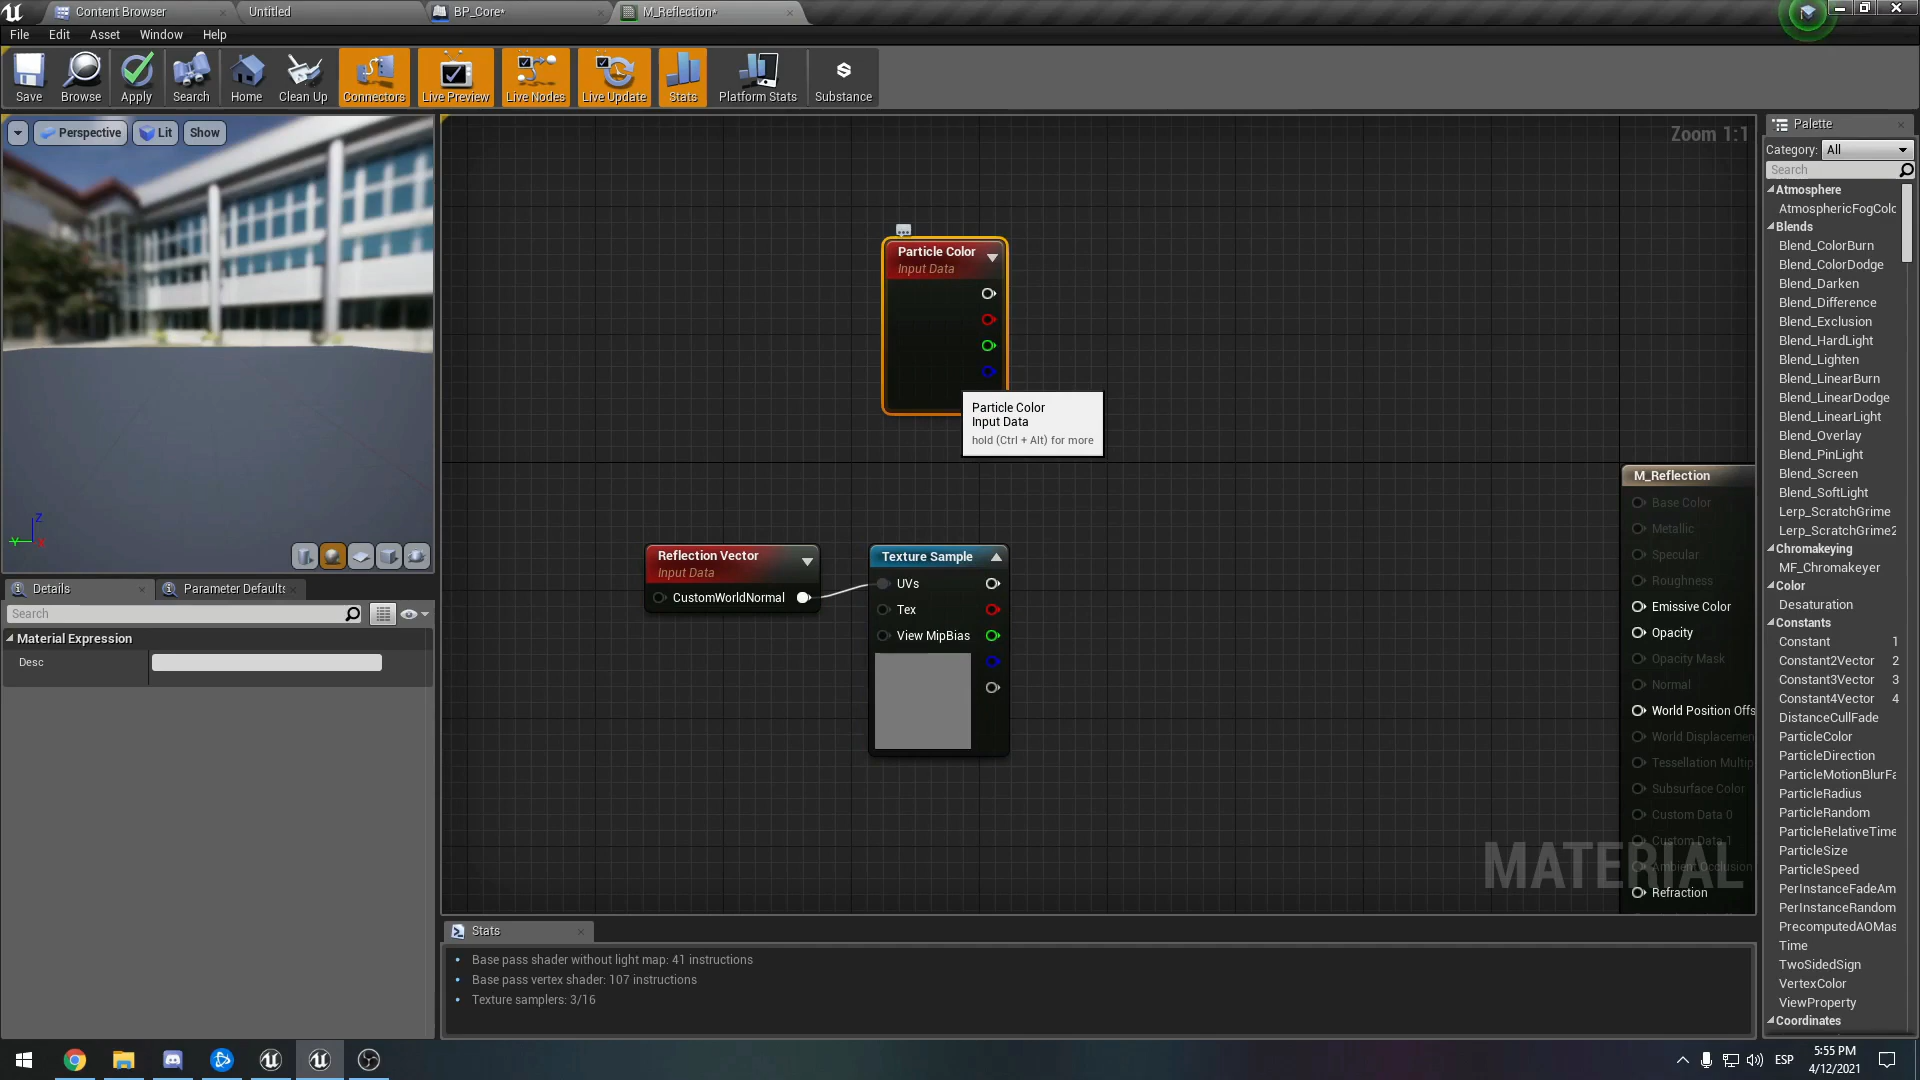 Content Browser
Untitled
BP_Core*
M_Reflection*
File
Edit
Asset
Window
Help
Save
Browse
Apply
Search
Home
Clean Up
Connectors
Live Preview
Live Nodes
Live Update
Stats
Platform Stats
Substance
Perspective
Lit
Show
Zoom 1:1
Particle Color
Input Data
Particle Color
Input Data
hold (Ctrl + Alt) for more
Reflection Vector
Input Data
CustomWorldNormal
Texture Sample
UVs
Tex
View MipBias
M_Reflection
Base Color
Metallic
Specular
Roughness
Emissive Color
Opacity
Opacity Mask
Normal
World Position Offs
World Displacemen
Tessellation Multip
Subsurface Color
Custom Data 0
Custom Data 1
Ambient Occlusion
Refraction
MATERIAL
Z
Y
X
Details
Parameter Defaults
Search
Material Expression
Desc
Stats
Base pass shader without light map: 41 instructions
Base pass vertex shader: 107 instructions
Texture samplers: 3/16
Palette
Category: All
Search
Atmosphere
AtmosphericFogColo
Blends
Blend_ColorBurn
Blend_ColorDodge
Blend_Darken
Blend_Difference
Blend_Exclusion
Blend_HardLight
Blend_Lighten
Blend_LinearBurn
Blend_LinearDodge
Blend_LinearLight
Blend_Overlay
Blend_PinLight
Blend_Screen
Blend_SoftLight
Lerp_ScratchGrime
Lerp_ScratchGrime2
Chromakeying
MF_Chromakeyer
Color
Desaturation
Constants
Constant 1
Constant2Vector 2
Constant3Vector 3
Constant4Vector 4
DistanceCullFade
ParticleColor
ParticleDirection
ParticleMotionBlurFa
ParticleRadius
ParticleRandom
ParticleRelativeTime
ParticleSize
ParticleSpeed
PerInstanceFadeAm
PerInstanceRandom
PrecomputedAOMas
Time
TwoSidedSign
VertexColor
ViewProperty
Coordinates
ESP
5:55 PM
4/12/2021